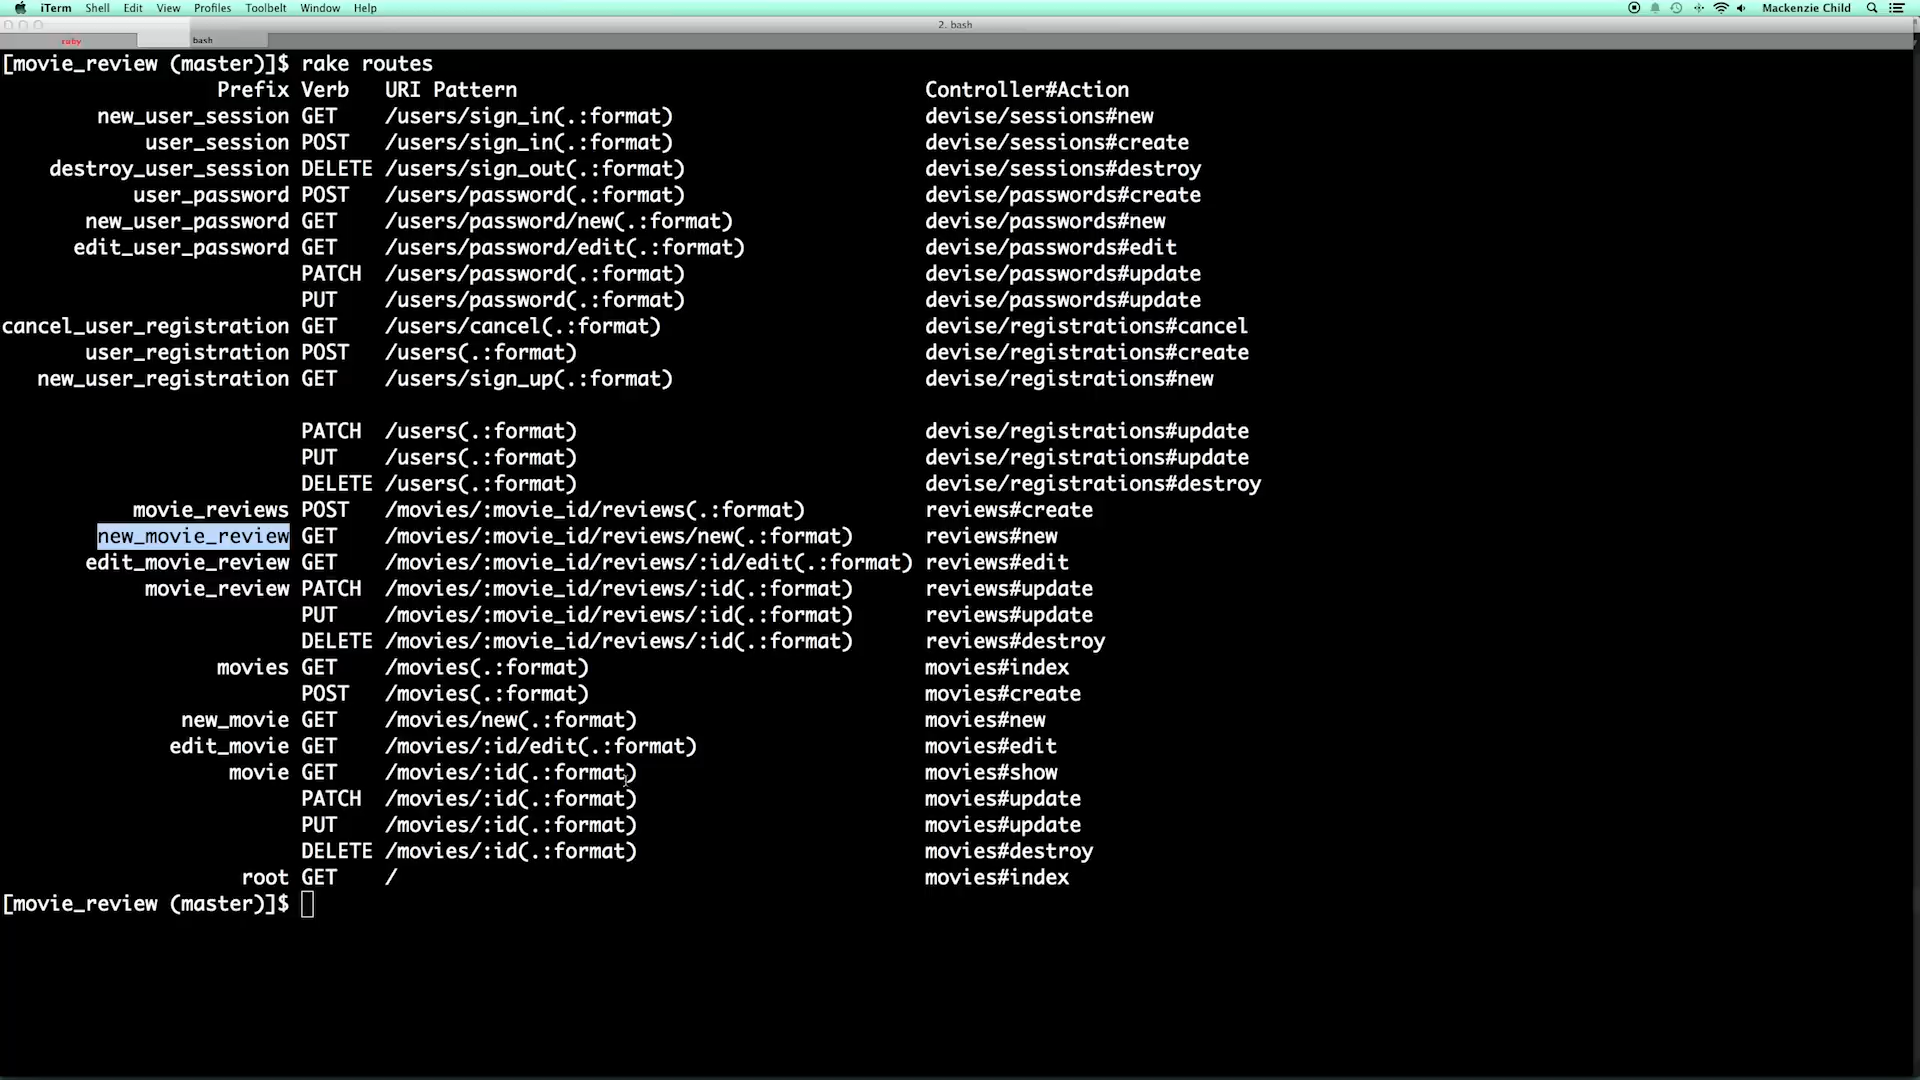 iTerm Shell Edit View Profiles Toolbelt Window Help Mackenzie Child
2. bash
ruby bash
[movie_review (master)]$ rake routes
Prefix Verb URI Pattern Controller#Action
new_user_session GET /users/sign_in(.:format) devise/sessions#new
user_session POST /users/sign_in(.:format) devise/sessions#create
destroy_user_session DELETE /users/sign_out(.:format) devise/sessions#destroy
user_password POST /users/password(.:format) devise/passwords#create
new_user_password GET /users/password/new(.:format) devise/passwords#new
edit_user_password GET /users/password/edit(.:format) devise/passwords#edit
PATCH /users/password(.:format) devise/passwords#update
PUT /users/password(.:format) devise/passwords#update
cancel_user_registration GET /users/cancel(.:format) devise/registrations#cancel
user_registration POST /users(.:format) devise/registrations#create
new_user_registration GET /users/sign_up(.:format) devise/registrations#new
PATCH /users(.:format) devise/registrations#update
PUT /users(.:format) devise/registrations#update
DELETE /users(.:format) devise/registrations#destroy
movie_reviews POST /movies/:movie_id/reviews(.:format) reviews#create
new_movie_review GET /movies/:movie_id/reviews/new(.:format) reviews#new
edit_movie_review GET /movies/:movie_id/reviews/:id/edit(.:format) reviews#edit
movie_review PATCH /movies/:movie_id/reviews/:id(.:format) reviews#update
PUT /movies/:movie_id/reviews/:id(.:format) reviews#update
DELETE /movies/:movie_id/reviews/:id(.:format) reviews#destroy
movies GET /movies(.:format) movies#index
POST /movies(.:format) movies#create
new_movie GET /movies/new(.:format) movies#new
edit_movie GET /movies/:id/edit(.:format) movies#edit
movie GET /movies/:id(.:format) movies#show
PATCH /movies/:id(.:format) movies#update
PUT /movies/:id(.:format) movies#update
DELETE /movies/:id(.:format) movies#destroy
root GET / movies#index
[movie_review (master)]$